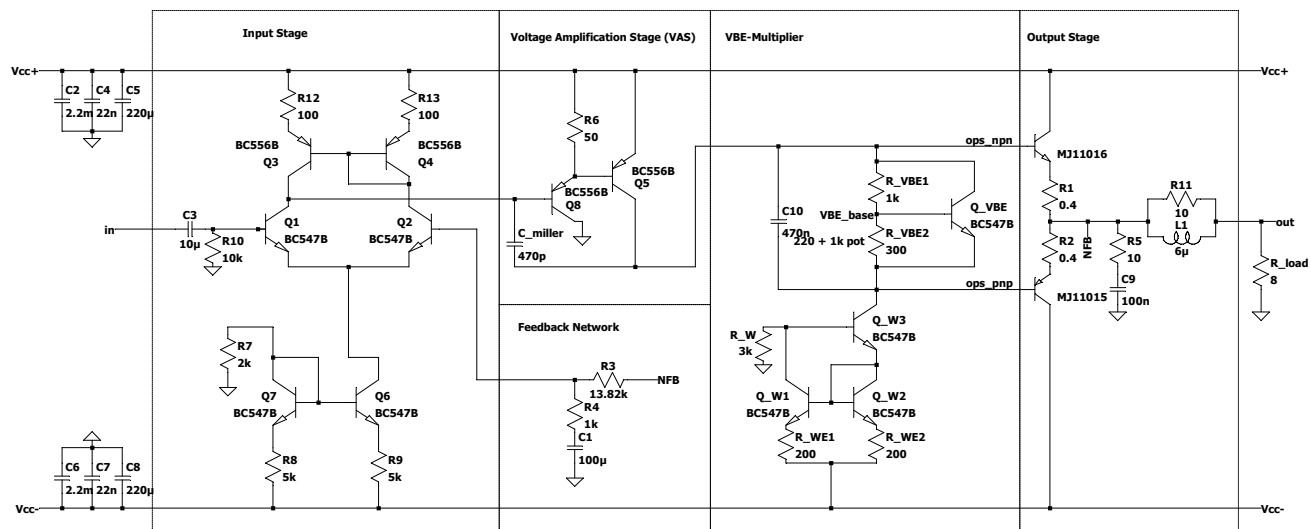 Input Stage
Voltage Amplification Stage (VAS)
VBE-Multiplier
Output Stage
Vcc+
Vcc+
C2
2.2m
C4
22n
C5
220µ
R12
100
R13
100
BC556B
Q3
BC556B
Q4
R6
50
BC556B
Q5
BC556B
Q8
ops_npn
MJ11016
R_VBE1
1k
Q_VBE
BC547B
VBE_base
C10
470n
220 + 1k pot
R_VBE2
300
R1
0.4
R2
0.4
NFB
R5
10
C9
100n
R11
10
L1
6µ
out
R_load
8
in
C3
10µ
R10
10k
Q1
BC547B
Q2
BC547B
C_miller
470p
ops_pnp
MJ11015
Q_W3
BC547B
R_W
3k
Feedback Network
R7
2k
Q7
BC547B
Q6
BC547B
R3
13.82k
NFB
R4
1k
C1
100µ
Q_W1
BC547B
Q_W2
BC547B
R_WE1
200
R_WE2
200
R8
5k
R9
5k
C6
2.2m
C7
22n
C8
220µ
Vcc-
Vcc-